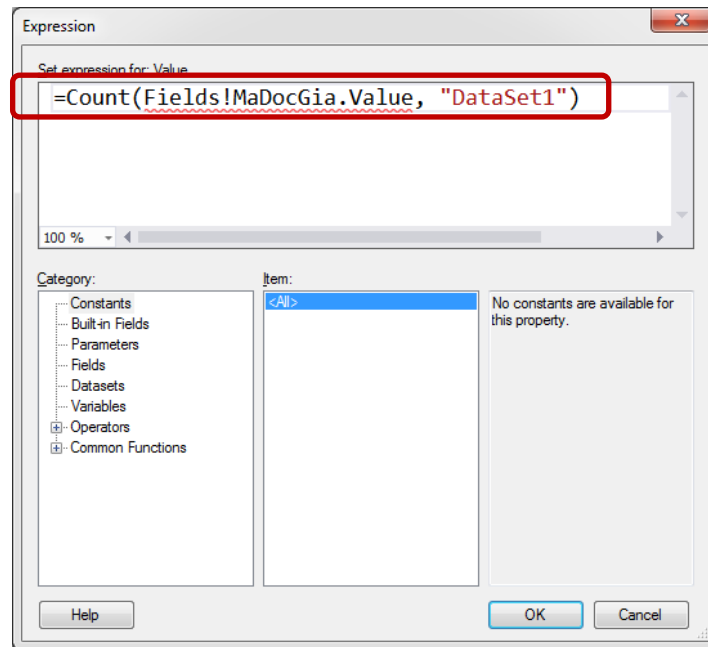 Expression
Set expression for: Value
=Count(Fields!MaDocGia.Value, "DataSet1")
100 %
Category:
Item:
Constants
Built-in Fields
Parameters
Fields
Datasets
Variables
Operators
Common Functions
<All>
No constants are available for
this property.
Help
OK
Cancel